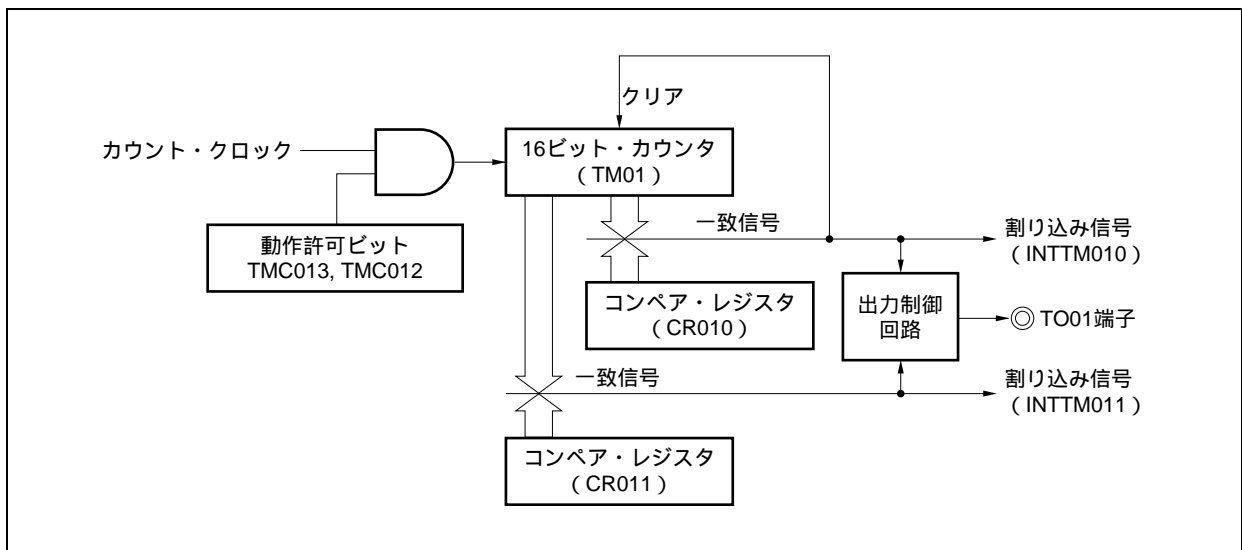 クリア
カウント・クロック
16ビット・カウンタ
（TM01）
動作許可ビット
TMC013, TMC012
一致信号
割り込み信号
（INTTM010）
コンペア・レジスタ
（CR010）
出力制御
回路
TO01端子
一致信号
割り込み信号
（INTTM011）
コンペア・レジスタ
（CR011）